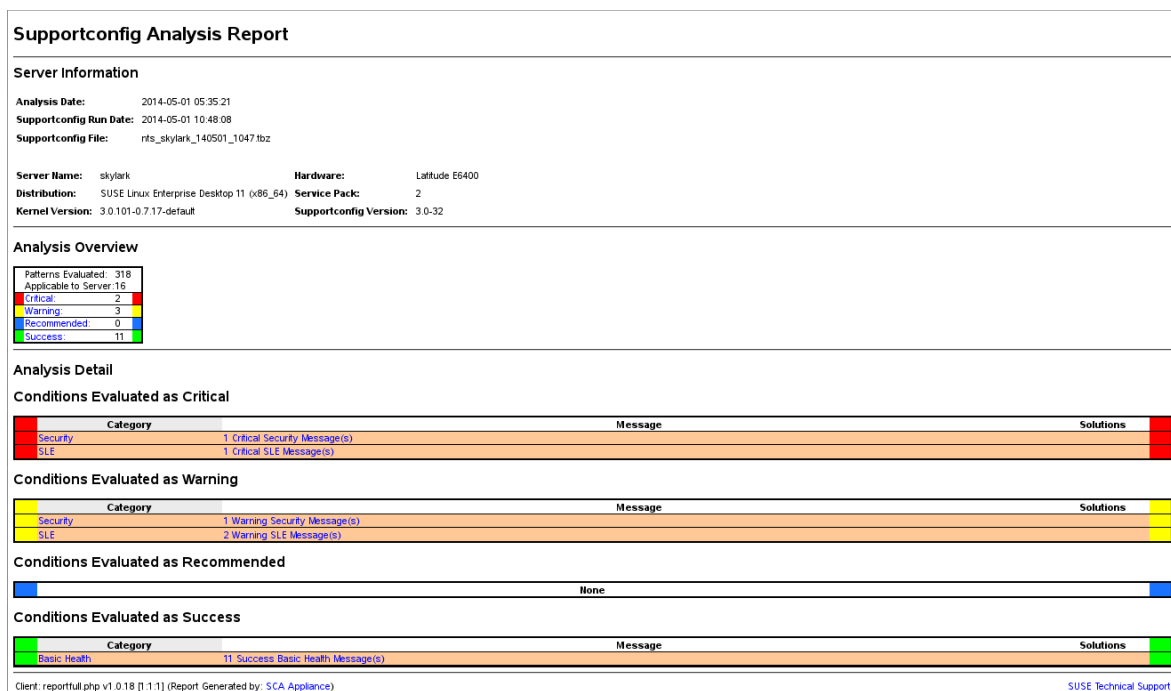 Supportconfig Analysis Report
Server Information
Analysis Date: 2014-05-01 05:35:21
Supportconfig Run Date: 2014-05-01 10:48:08
Supportconfig File: nts_skylark_140501_1047.tbz
Server Name: skylark Hardware: Latitude E6400
Distribution: SUSE Linux Enterprise Desktop 11 (x86_64) Service Pack: 2
Kernel Version: 3.0.101-0.7.17-default Supportconfig Version: 3.0-32
Analysis Overview
Patterns Evaluated: 318
Applicable to Server: 16
Critical: 2
Warning: 3
Recommended: 0
Success: 11
Analysis Detail
Conditions Evaluated as Critical
Category Message Solutions
Security 1 Critical Security Message(s)
SLE 1 Critical SLE Message(s)
Conditions Evaluated as Warning
Category Message Solutions
Security 1 Warning Security Message(s)
SLE 2 Warning SLE Message(s)
Conditions Evaluated as Recommended
None
Conditions Evaluated as Success
Category Message Solutions
Basic Health 11 Success Basic Health Message(s)
Client: reportfull.php v1.0.18 [1:1:1] (Report Generated by: SCA Appliance) SUSE Technical Support